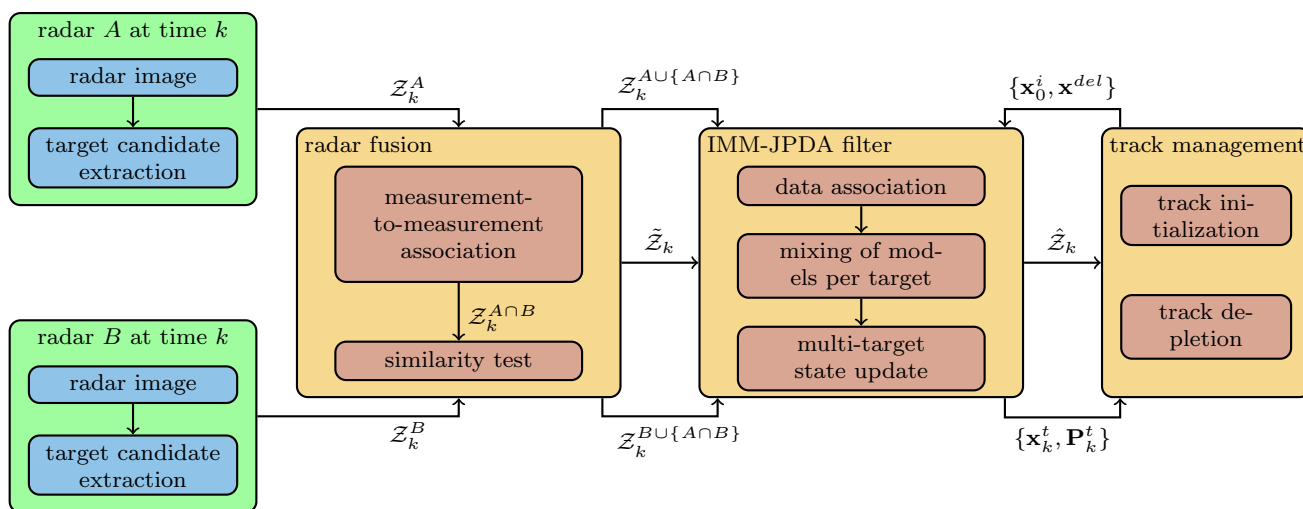 radar A at time k
radar image
target candidate
extraction
radar B at time k
radar image
target candidate
extraction
𝒵_k^A
𝒵_k^B
radar fusion
measurement-
to-measurement
association
𝒵_k^{A∩B}
similarity test
𝒵_k^{A∪{A∩B}}
𝒵̃_k
𝒵_k^{B∪{A∩B}}
IMM-JPDA filter
data association
mixing of mod-
els per target
multi-target
state update
{𝐱_0^i, 𝐱^{del}}
𝒵̂_k
{𝐱_k^t, 𝐏_k^t}
track management
track ini-
tialization
track de-
pletion